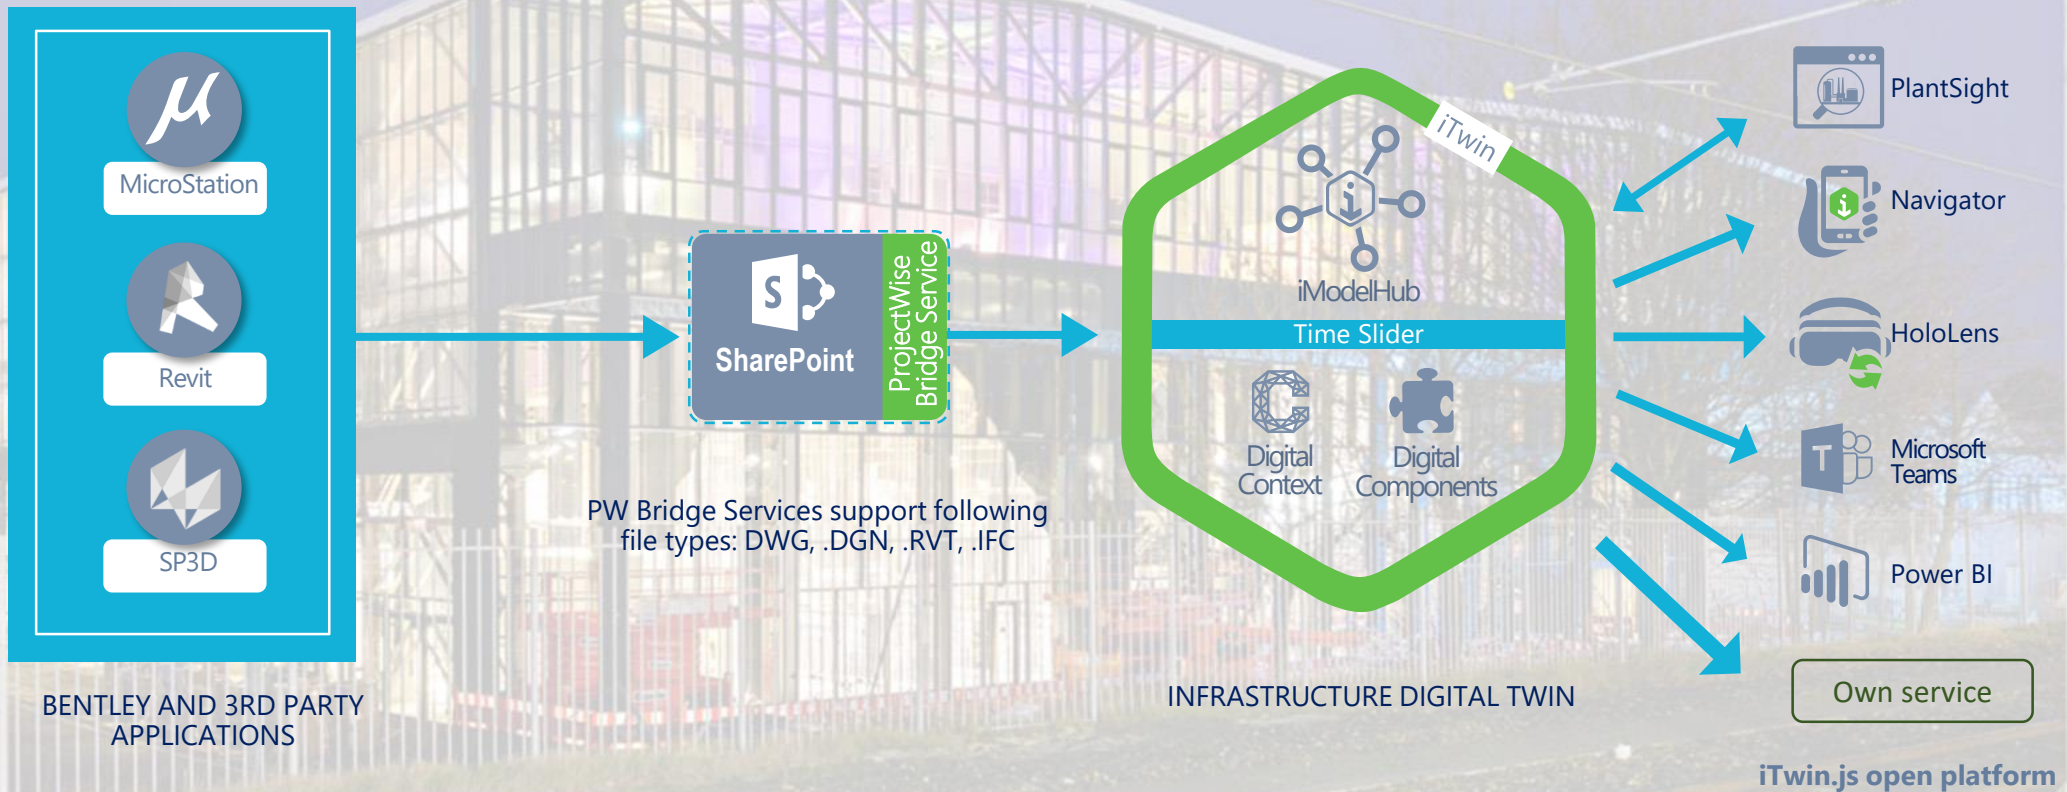 MicroStation
Revit
SP3D
BENTLEY AND 3RD PARTY
APPLICATIONS
S
SharePoint
ProjectWise
Bridge Service
PW Bridge Services support following
file types: DWG, .DGN, .RVT, .IFC
iTwin
iModelHub
Time Slider
Digital
Context
Digital
Components
INFRASTRUCTURE DIGITAL TWIN
PlantSight
Navigator
HoloLens
T
Microsoft
Teams
Power BI
Own service
iTwin.js open platform